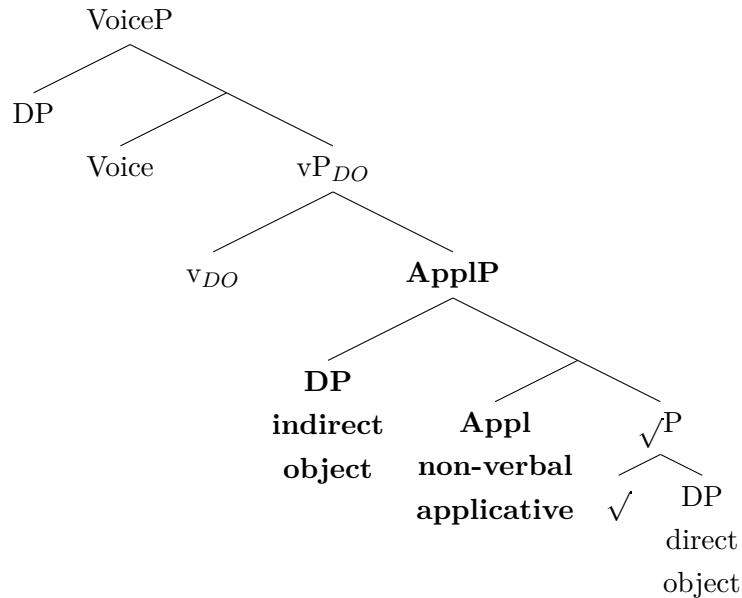 VoiceP
DP
Voice vP_DO
v_DO ApplP
DP Appl √P
indirect non-verbal √ DP
object applicative direct
object